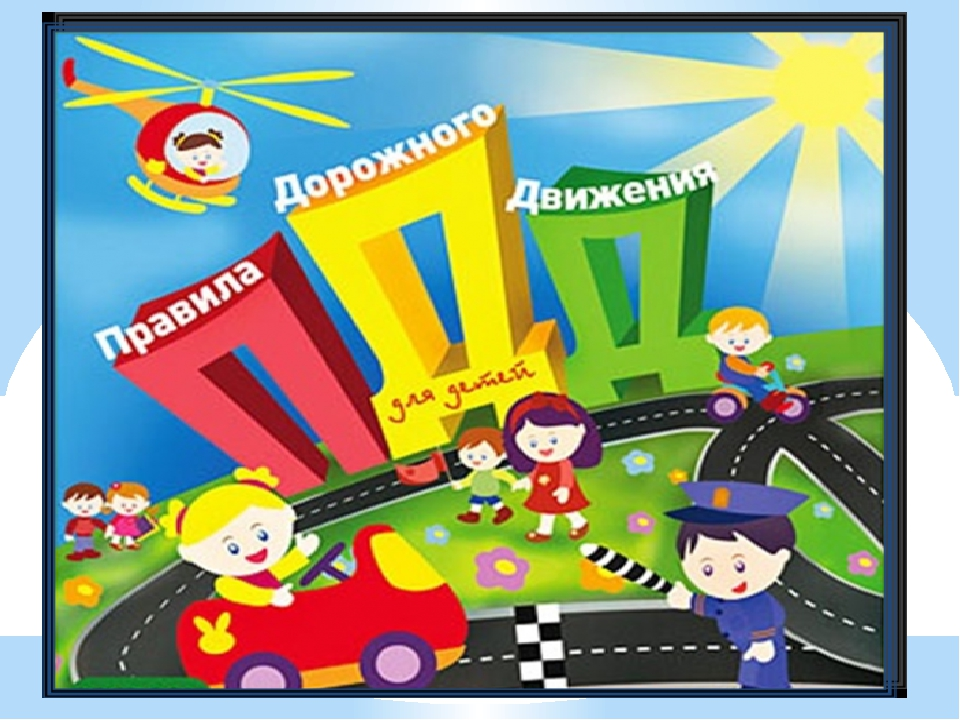 Правила
Дорожного
Движения
ПДД
для детей